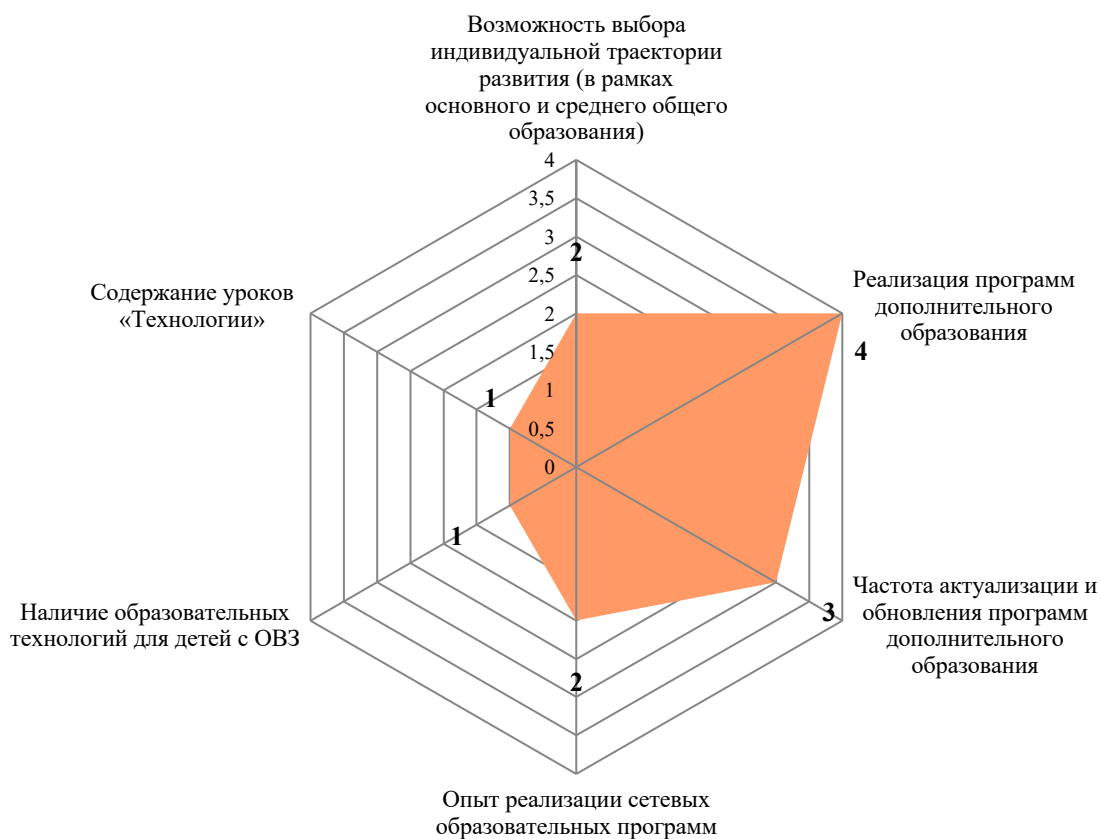 Возможность выбора
индивидуальной траектории
развития (в рамках
основного и среднего общего
образования)
4
3,5
3
2,5
2
1,5
1
0,5
0
2
Реализация программ
дополнительного
образования
4
Частота актуализации и
обновления программ
дополнительного
образования
3
2
Опыт реализации сетевых
образовательных программ
Наличие образовательных
технологий для детей с ОВЗ
1
Содержание уроков
«Технологии»
1